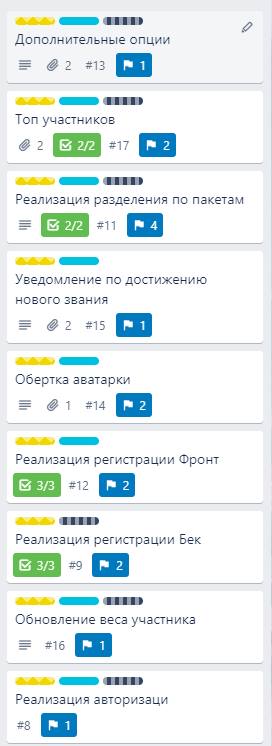 Дополнительные опции
2 #13 1
Топ участников
2 2/2 #17 2
Реализация разделения по пакетам
2/2 #11 4
Уведомление по достижению
нового звания
2 #15 1
Обертка аватарки
1 #14 2
Реализация регистрации Фронт
3/3 #12 2
Реализация регистрации Бек
3/3 #9 2
Обновление веса участника
#16 1
Реализация авторизаци
#8 1